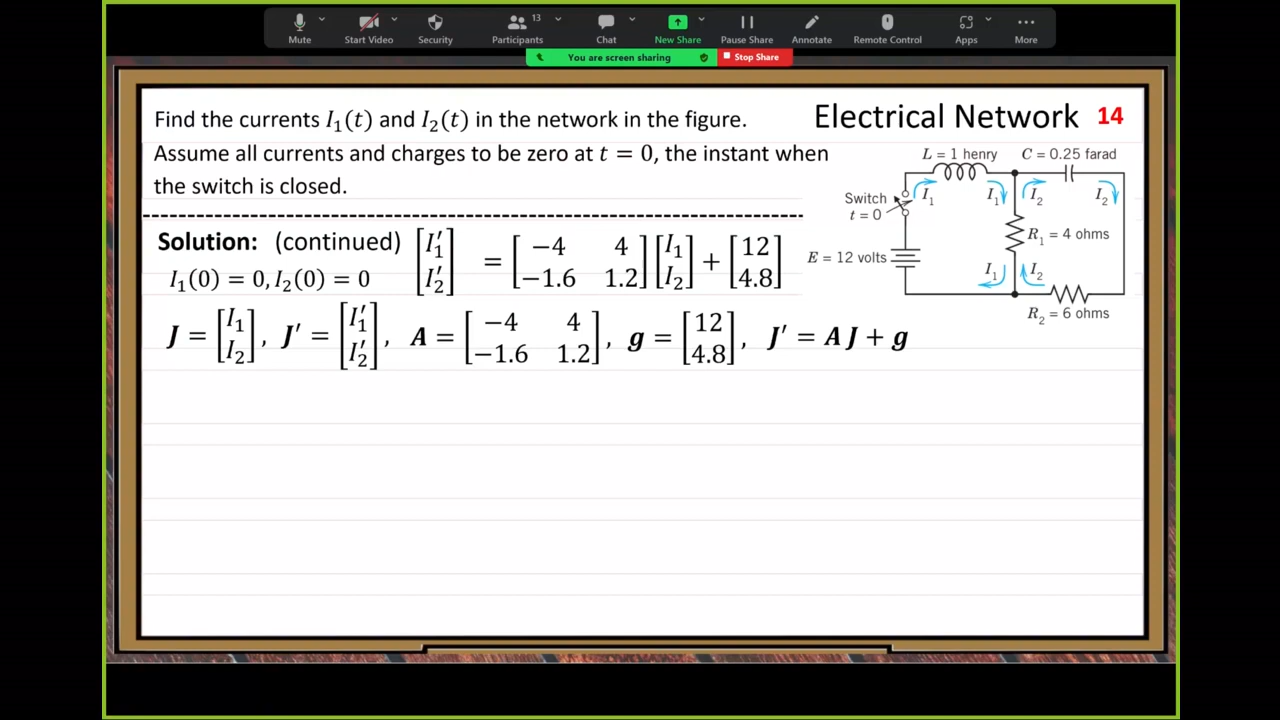 Mute Start Video Security Participants 13 Chat New Share Pause Share Annotate Remote Control Apps More
You are screen sharing Stop Share
Find the currents I₁(t) and I₂(t) in the network in the figure.
Assume all currents and charges to be zero at t = 0, the instant when
the switch is closed.
Electrical Network 14
L = 1 henry C = 0.25 farad
Switch
t = 0
I₁ I₁ I₂ I₂
R₁ = 4 ohms
E = 12 volts
I₁ I₂
R₂ = 6 ohms
Solution: (continued) [I₁′ I₂′] = [−4 4 −1.6 1.2] [I₁ I₂] + [12 4.8]
I₁(0) = 0, I₂(0) = 0
J = [I₁ I₂], J′ = [I₁′ I₂′], A = [−4 4 −1.6 1.2], g = [12 4.8], J′ = A J + g